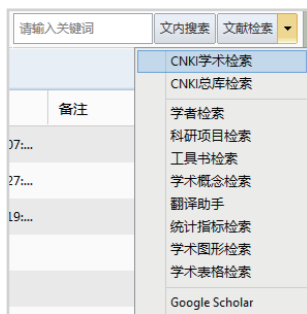 请输入关键词 文内搜素 文献检素
CNKI学术检索
CNKI总库检索
备注
学者检索
07:...
科研项目检索
工具书检索
27:...
学术概念检索
翻译助手
19:...
统计指标检索
学术图形检索
学术表格检索
Google Scholar